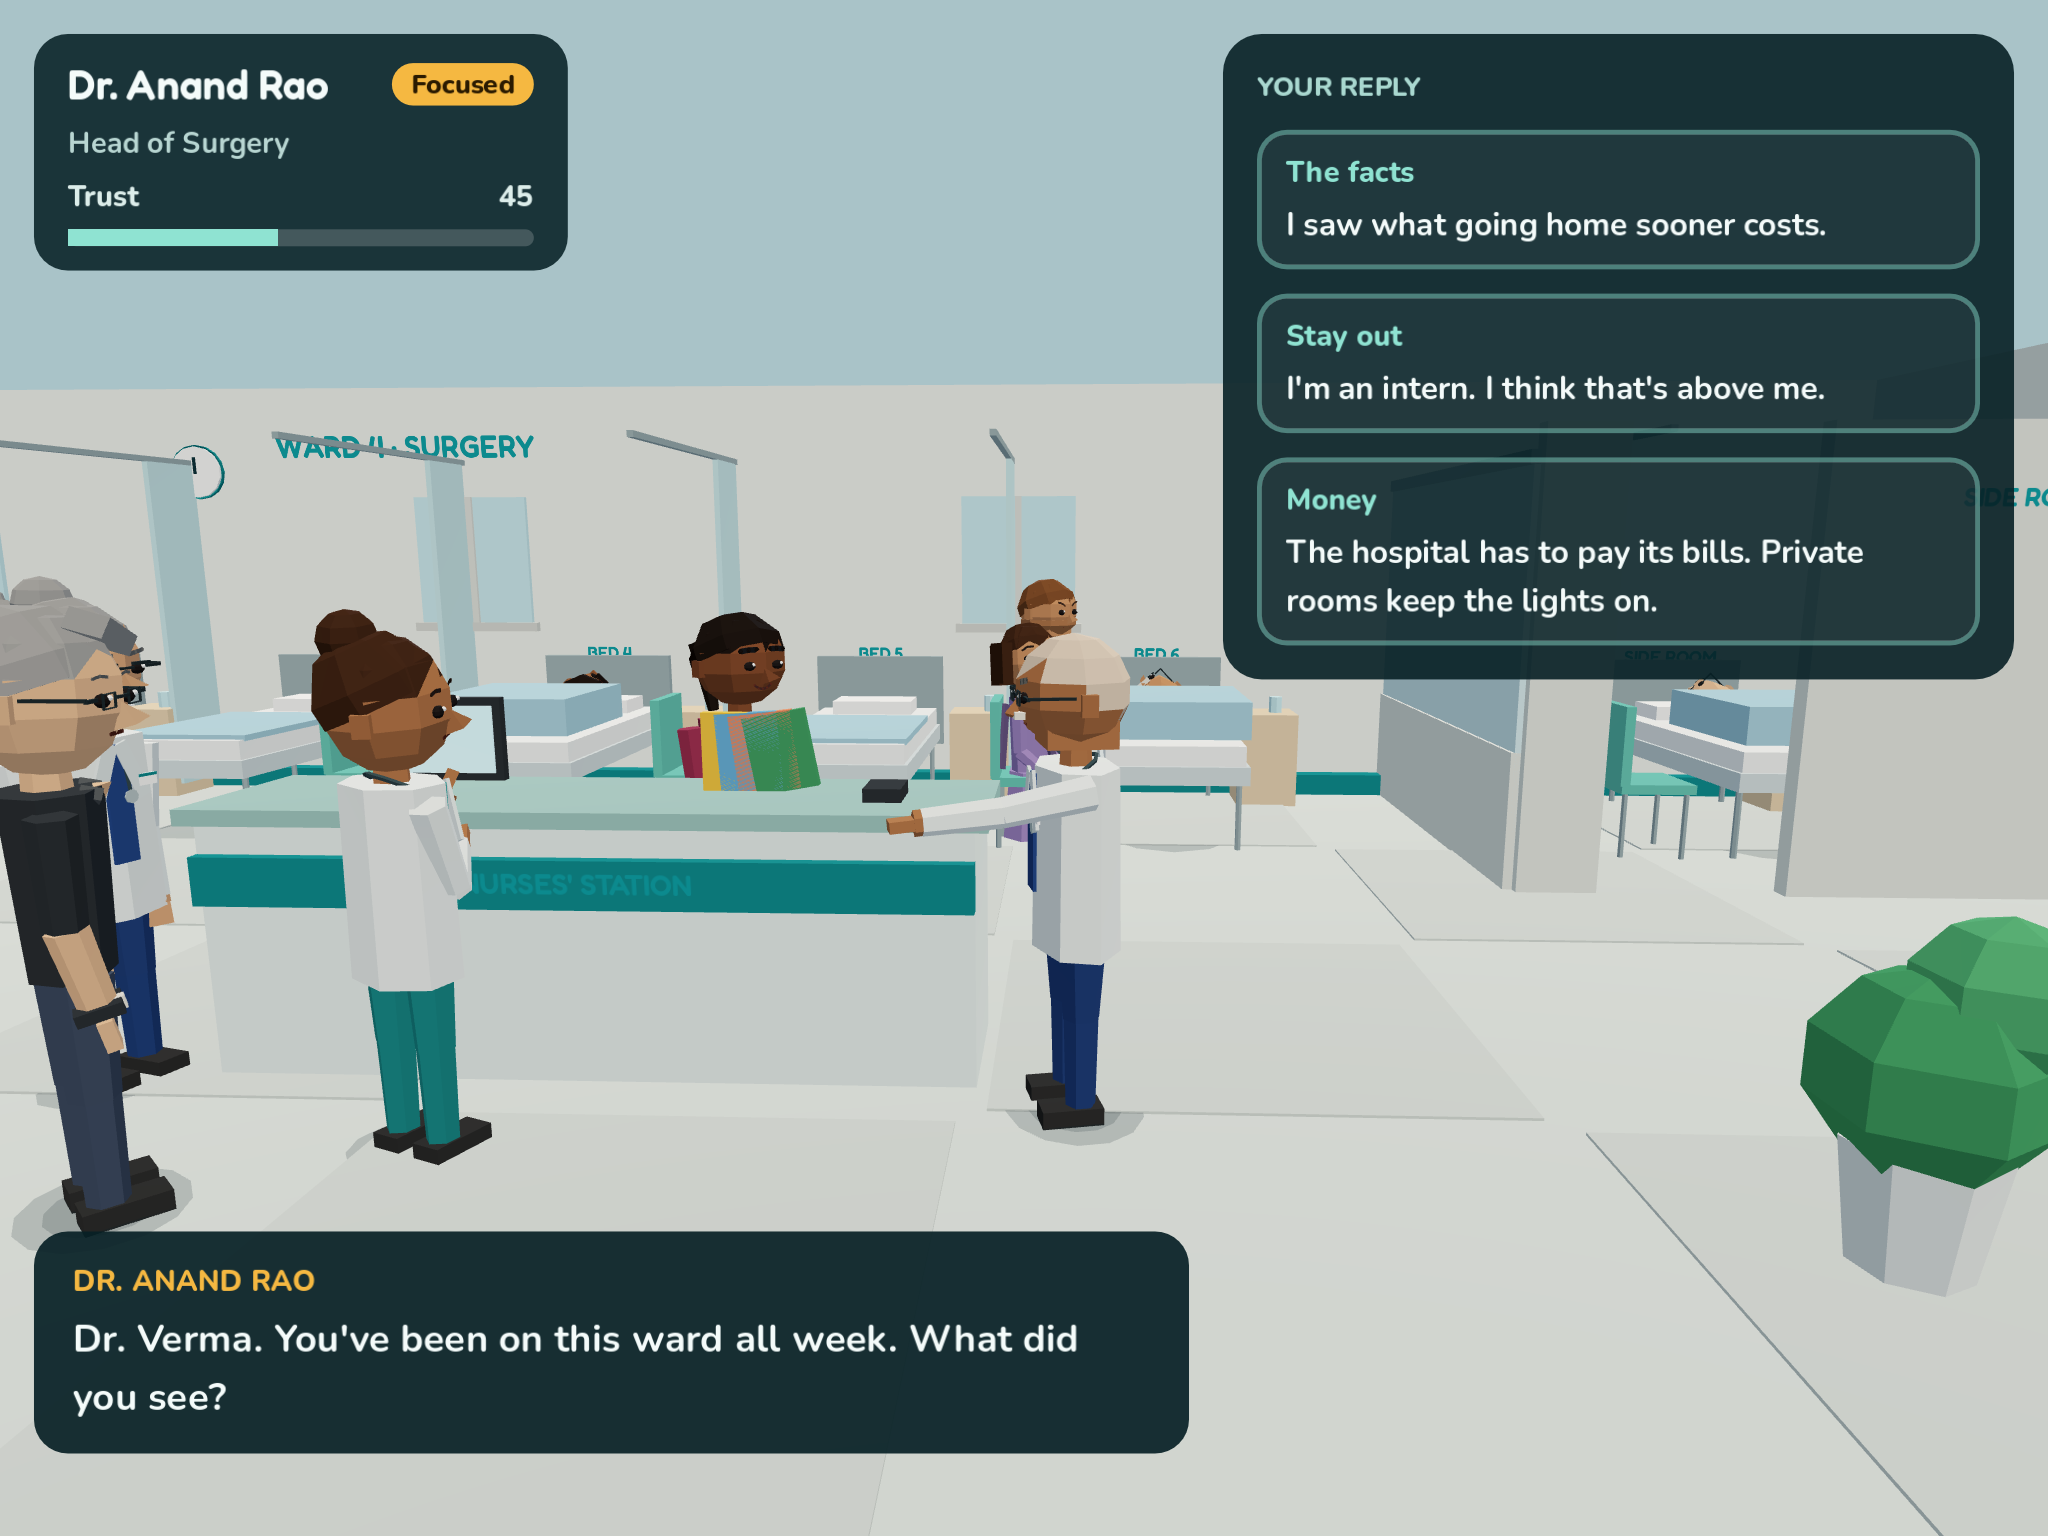 Dr. Anand Rao
Focused
Head of Surgery
Trust
45
YOUR REPLY
The facts
I saw what going home sooner costs.
Stay out
I'm an intern. I think that's above me.
Money
The hospital has to pay its bills. Private
rooms keep the lights on.
WARD 4: SURGERY
BED 4
BED 5
BED 6
SIDE ROOM
NURSES' STATION
DR. ANAND RAO
Dr. Verma. You've been on this ward all week. What did
you see?